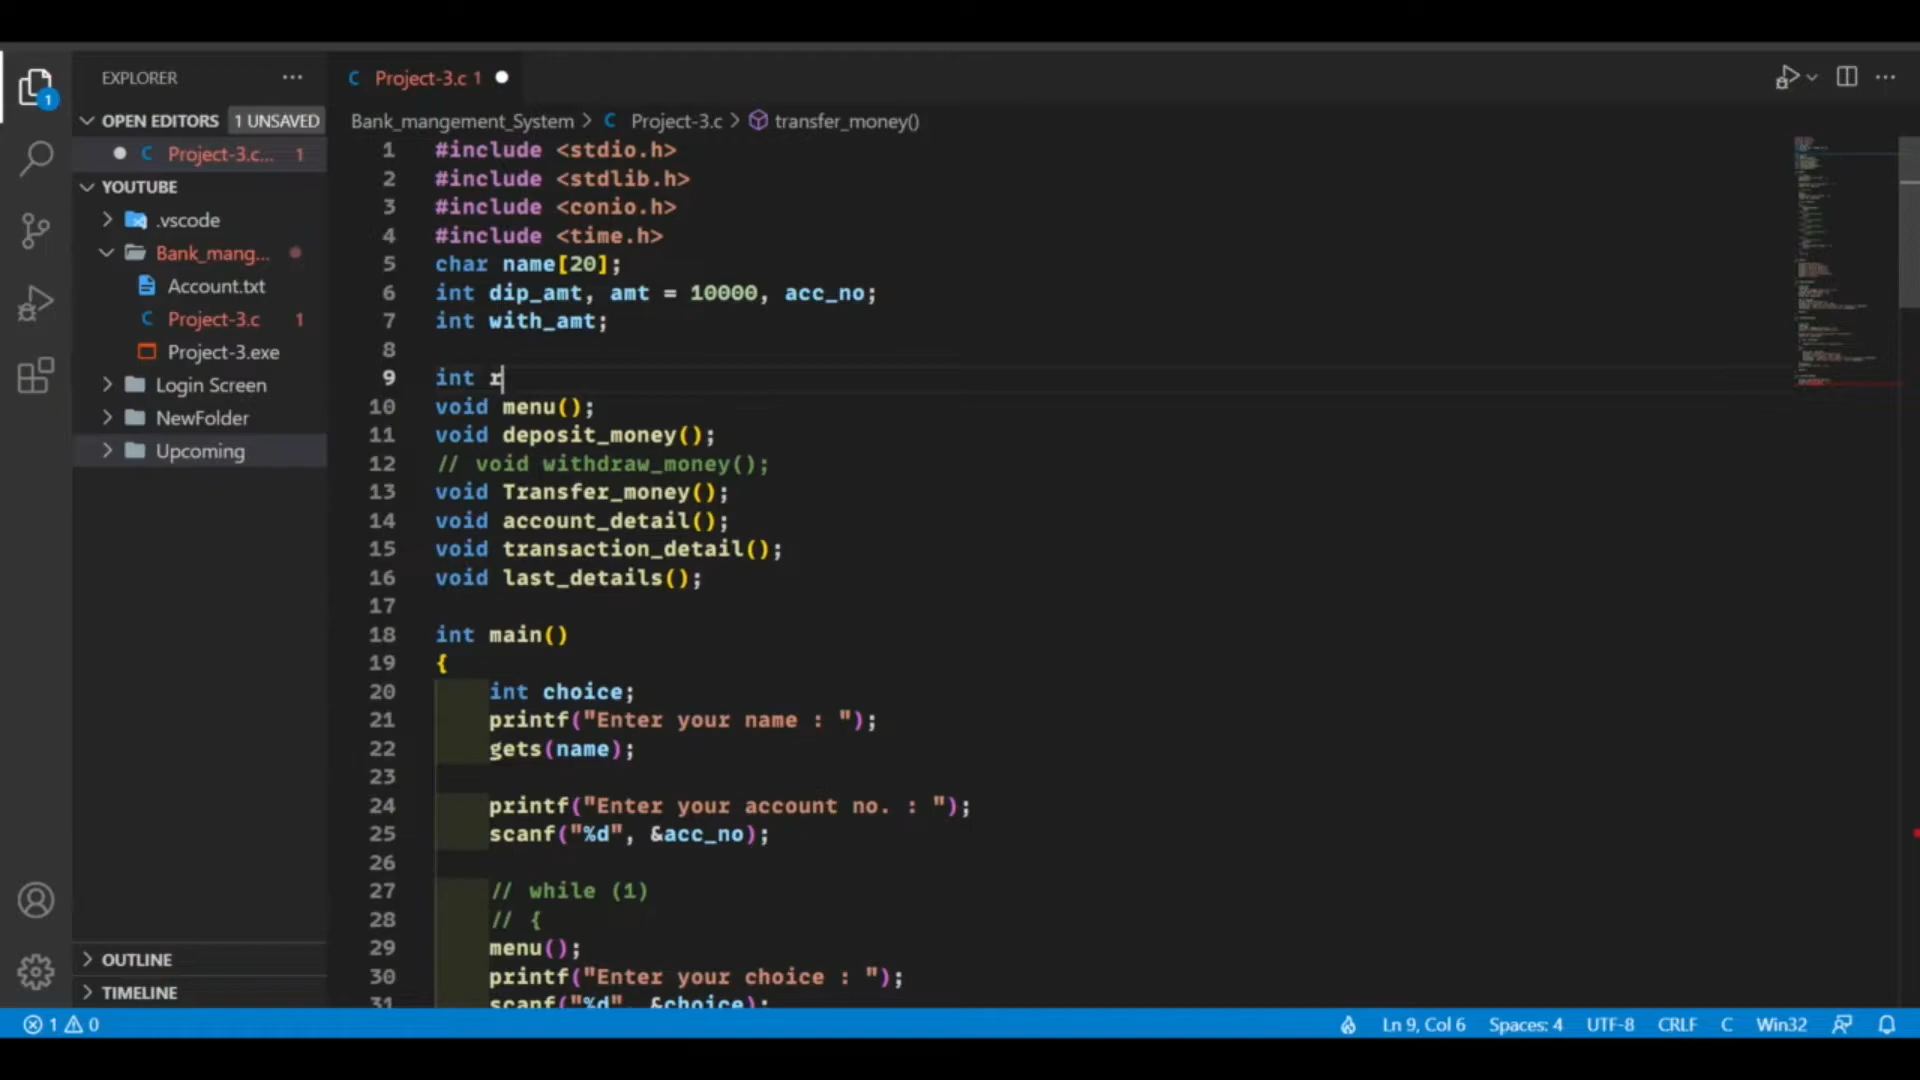 EXPLORER
Project-3.c 1
OPEN EDITORS 1 UNSAVED
Project-3.c... 1
YOUTUBE
.vscode
Bank_mang...
Account.txt
Project-3.c 1
Project-3.exe
Login Screen
NewFolder
Upcoming
OUTLINE
TIMELINE
1
Bank_mangement_System > C Project-3.c > transfer_money()
1 #include <stdio.h>
2 #include <stdlib.h>
3 #include <conio.h>
4 #include <time.h>
5 char name[20];
6 int dip_amt, amt = 10000, acc_no;
7 int with_amt;
8
9 int r
10 void menu();
11 void deposit_money();
12 // void withdraw_money();
13 void Transfer_money();
14 void account_detail();
15 void transaction_detail();
16 void last_details();
17
18 int main()
19 {
20 int choice;
21 printf("Enter your name : ");
22 gets(name);
23
24 printf("Enter your account no. : ");
25 scanf("%d", &acc_no);
26
27 // while (1)
28 // {
29 menu();
30 printf("Enter your choice : ");
31 scanf("%d", &choice);
1 0
Ln 9, Col 6 Spaces: 4 UTF-8 CRLF C Win32